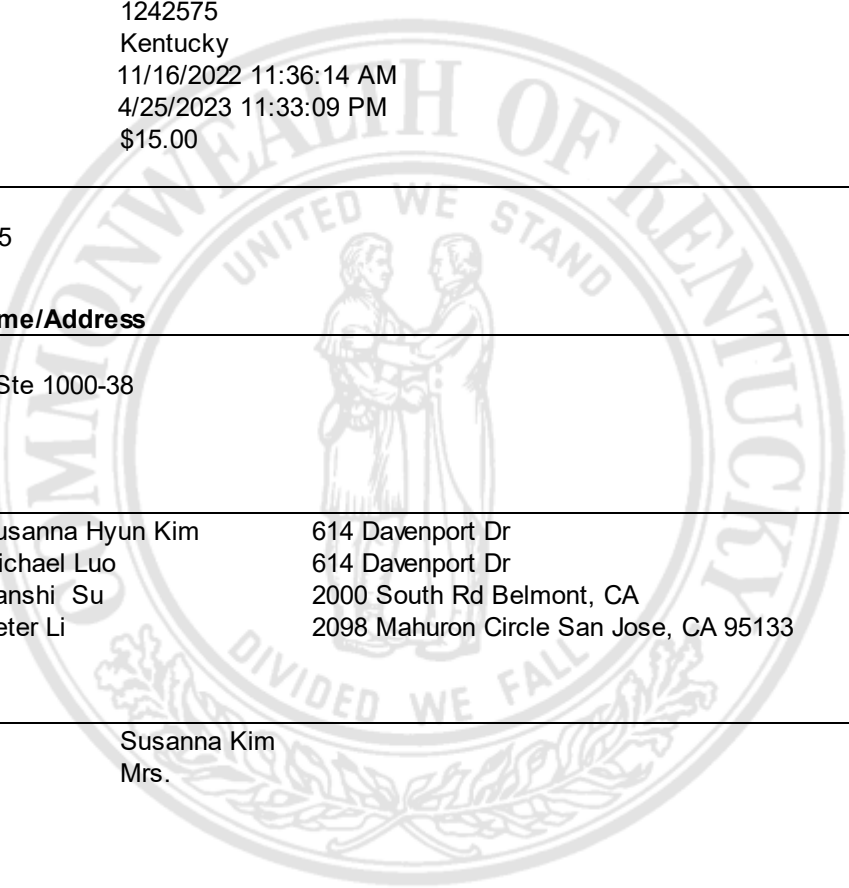 1242575
Kentucky
11/16/2022 11:36:14 AM
4/25/2023 11:33:09 PM
$15.00
COMMONWEALTH OF KENTUCKY
UNITED WE STAND
5
me/Address
Ste 1000-38
usanna Hyun Kim 614 Davenport Dr
ichael Luo 614 Davenport Dr
anshi Su 2000 South Rd Belmont, CA
eter Li 2098 Mahuron Circle San Jose, CA 95133
DIVIDED WE FALL
Susanna Kim
Mrs.